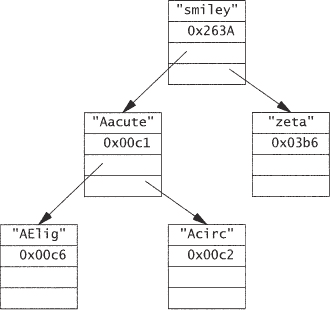 "smiley"
0x263A
"Aacute"
0x00c1
"zeta"
0x03b6
"AElig"
0x00c6
"Acirc"
0x00c2